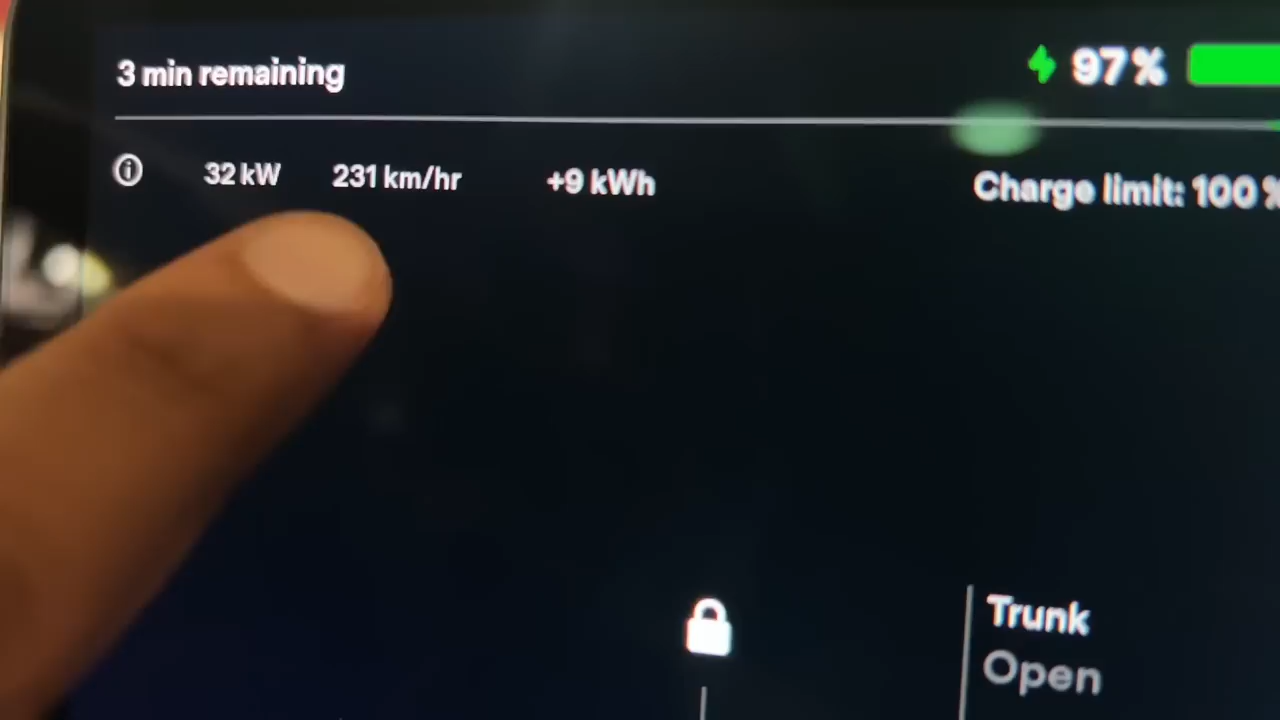 3 min remaining
97%
32 kW 231 km/hr +9 kWh
Charge limit: 100 %
Trunk
Open